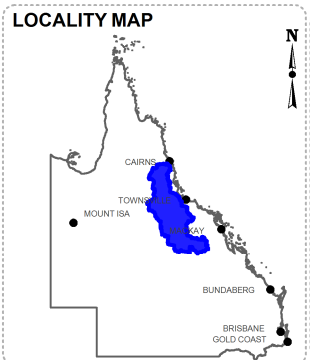 LOCALITY MAP
N
CAIRNS
TOWNSVILLE
MOUNT ISA
MACKAY
BUNDABERG
BRISBANE
GOLD COAST